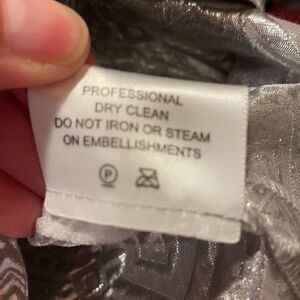 PROFESSIONAL
DRY CLEAN
DO NOT IRON OR STEAM
ON EMBELLISHMENTS
P